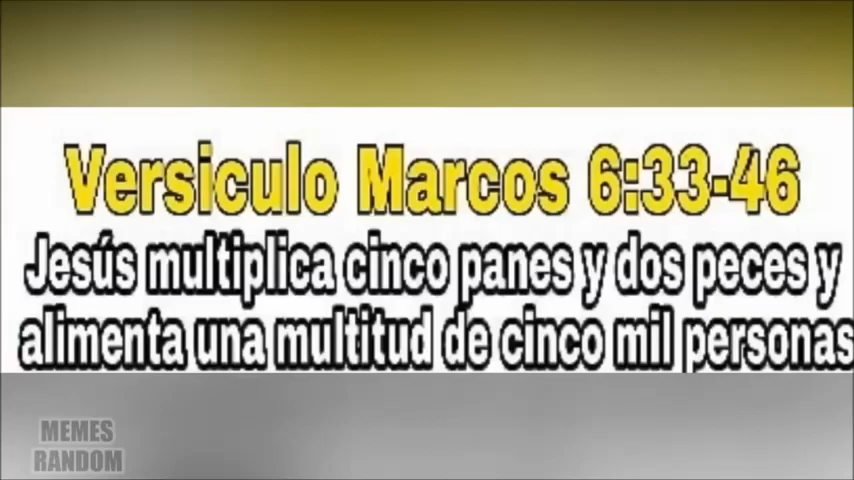 Versiculo Marcos 6:33-46
Jesús multiplica cinco panes y dos peces y
alimenta una multitud de cinco mil personas
MEMES
RANDOM